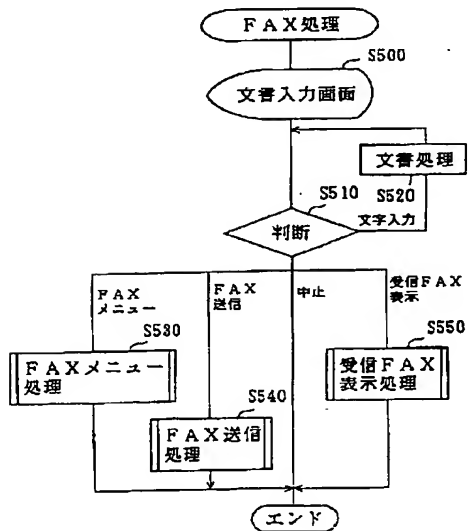 FAX処理
S500
文書入力画面
文書処理
S520
S510
判断
文字入力
FAX
メニュー
FAX
送信
中止
受信FAX
表示
S530
FAXメニュー
処理
S540
FAX送信
処理
S550
受信FAX
表示処理
エンド